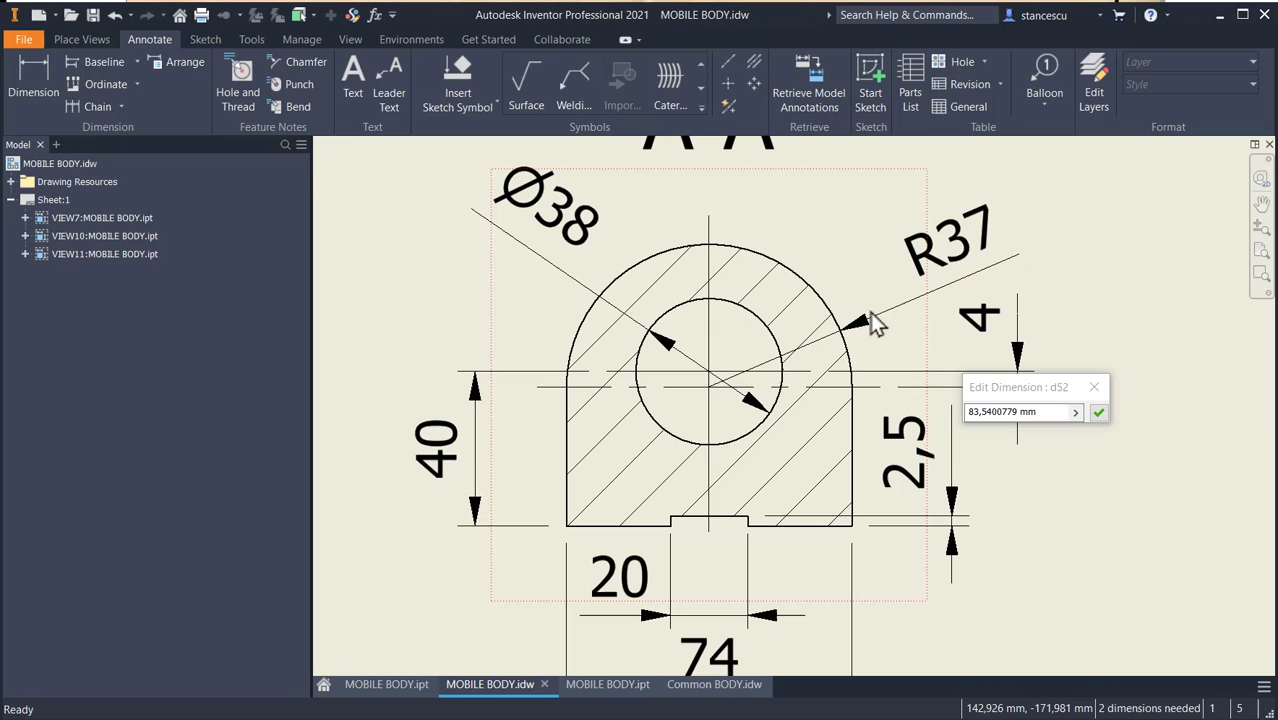 Autodesk Inventor Professional 2021 MOBILE BODY.idw
Search Help & Commands...
stancescu
File Place Views Annotate Sketch Tools Manage View Environments Get Started Collaborate
Dimension
Baseline
Ordinate
Chain
Arrange
Dimension
Hole and Thread
Chamfer
Punch
Bend
Feature Notes
Text
Leader Text
Text
Insert Sketch Symbol
Surface
Weldi...
Impor...
Cater...
Symbols
Retrieve Model Annotations
Retrieve
Start Sketch
Sketch
Parts List
Hole
Revision
General
Table
Balloon
Edit Layers
Layer
Style
Format
Model
MOBILE BODY.idw
Drawing Resources
Sheet:1
VIEW7:MOBILE BODY.ipt
VIEW10:MOBILE BODY.ipt
VIEW11:MOBILE BODY.ipt
Ø38
R37
4
40
2,5
20
74
Edit Dimension : d52
83,5400779 mm
MOBILE BODY.ipt MOBILE BODY.idw MOBILE BODY.ipt Common BODY.idw
Ready
142,926 mm, -171,981 mm 2 dimensions needed 1 5